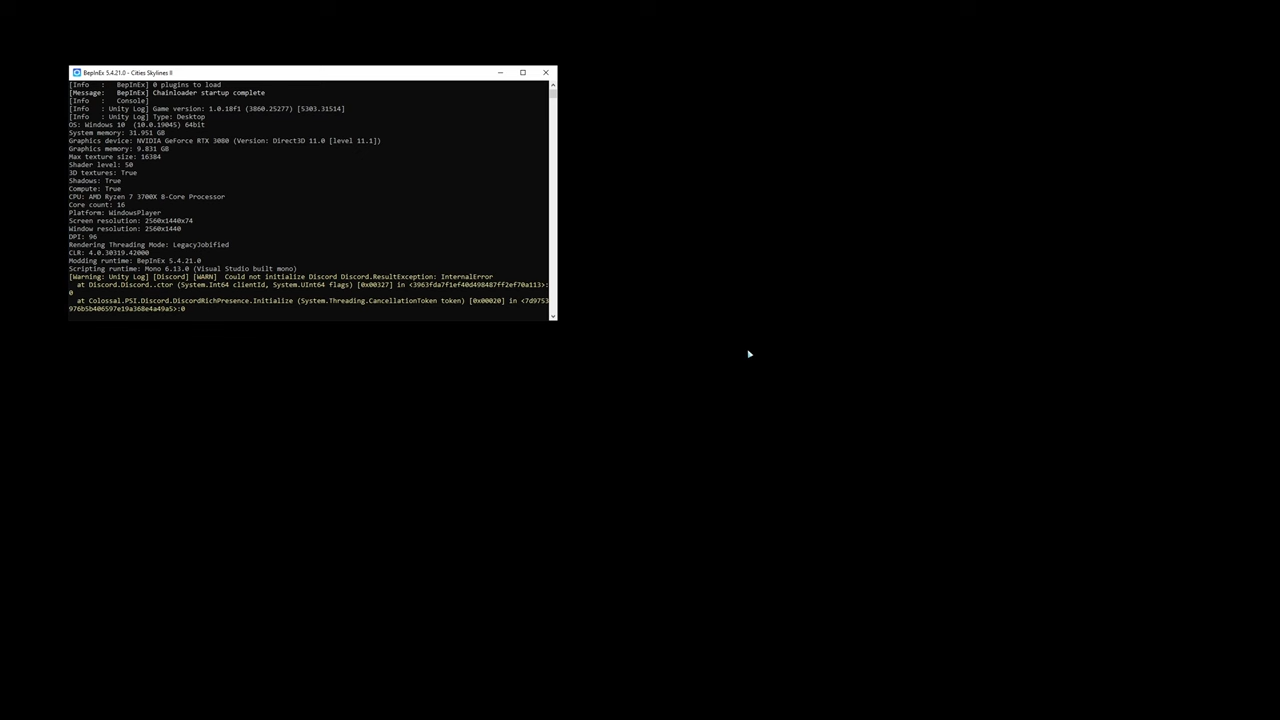 BepInEx 5.4.21.0 - Cities Skylines II
[Info   :   BepInEx] 0 plugins to load
[Message:   BepInEx] Chainloader startup complete
[Info   :   Console]
[Info   : Unity Log] Game version: 1.0.18f1 (3860.25277) [5303.31514]
[Info   : Unity Log] Type: Desktop
OS: Windows 10  (10.0.19045) 64bit
System memory: 31.951 GB
Graphics device: NVIDIA GeForce RTX 3080 (Version: Direct3D 11.0 [level 11.1])
Graphics memory: 9.831 GB
Max texture size: 16384
Shader level: 50
3D textures: True
Shadows: True
Compute: True
CPU: AMD Ryzen 7 3700X 8-Core Processor
Core count: 16
Platform: WindowsPlayer
Screen resolution: 2560x1440x74
Window resolution: 2560x1440
DPI: 96
Rendering Threading Mode: LegacyJobified
CLR: 4.0.30319.42000
Modding runtime: BepInEx 5.4.21.0
Scripting runtime: Mono 6.13.0 (Visual Studio built mono)
[Warning: Unity Log] [Discord] [WARN]  Could not initialize Discord Discord.ResultException: InternalError
at Discord.Discord..ctor (System.Int64 clientId, System.UInt64 flags) [0x00327] in <3963fda7f1ef40d498487ff2ef70a113>:
0
at Colossal.PSI.Discord.DiscordRichPresence.Initialize (System.Threading.CancellationToken token) [0x00020] in <7d9753
976b5b406597e19a368e4a49a5>:0